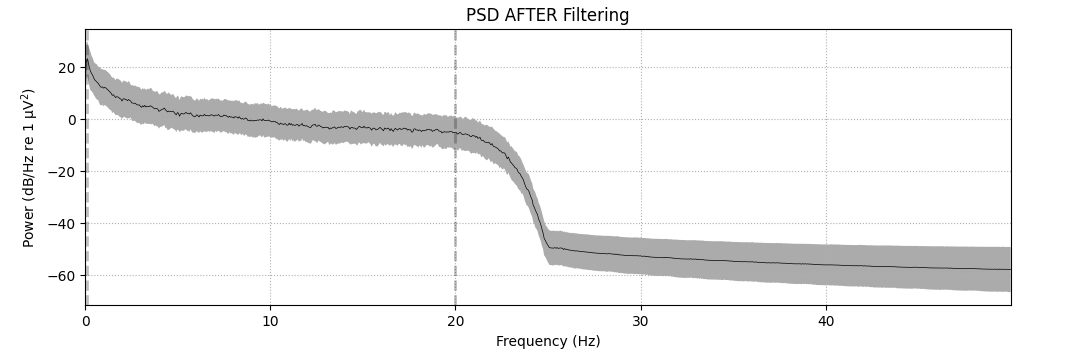 PSD AFTER Filtering
Power (dB/Hz re 1 µV²)
20
0
−20
−40
−60
0 10 20 30 40
Frequency (Hz)